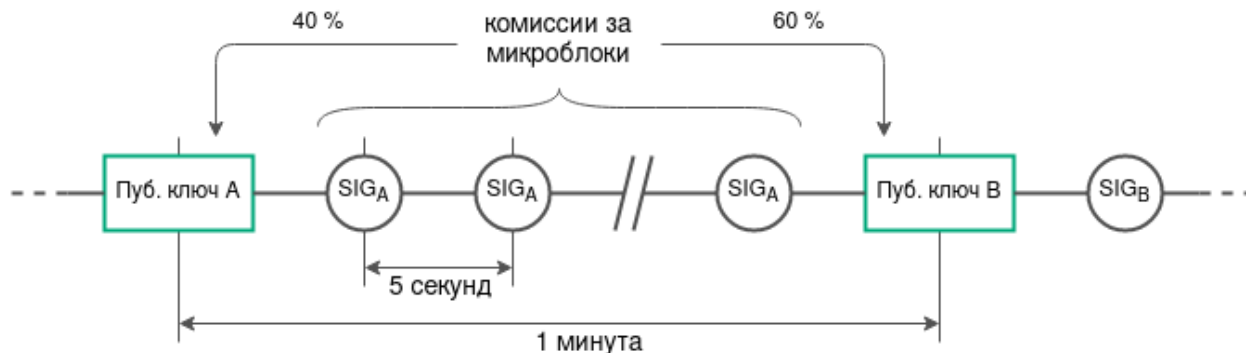 40 %
комиссии за
микроблоки
60 %
Пуб. ключ A
SIGA
SIGA
SIGA
Пуб. ключ B
SIGB
5 секунд
1 минута